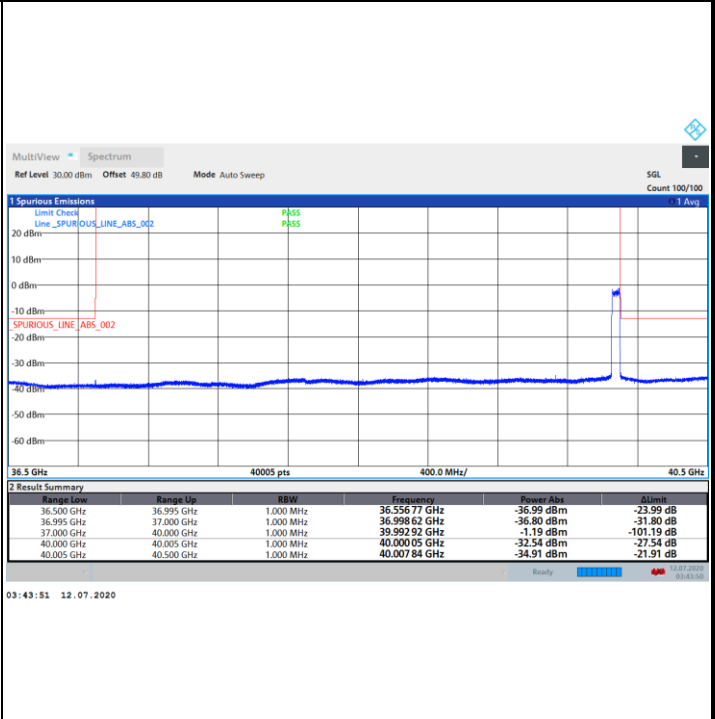 MultiView Spectrum
Ref Level 30.00 dBm Offset 49.80 dB Mode Auto Sweep SGL
Count 100/100
1 Spurious Emissions 1 Avg
Limit Check PASS
Line _SPURIOUS_LINE_ABS_002 PASS
20 dBm
10 dBm
0 dBm
-10 dBm
_SPURIOUS_LINE_ABS_002
-20 dBm
-30 dBm
-40 dBm
-50 dBm
-60 dBm
36.5 GHz 40005 pts 400.0 MHz/ 40.5 GHz
2 Result Summary
Range Low Range Up RBW Frequency Power Abs ΔLimit
36.500 GHz 36.995 GHz 1.000 MHz 36.556 77 GHz -36.99 dBm -23.99 dB
36.995 GHz 37.000 GHz 1.000 MHz 36.998 62 GHz -36.80 dBm -31.80 dB
37.000 GHz 40.000 GHz 1.000 MHz 39.992 92 GHz -1.19 dBm -101.19 dB
40.000 GHz 40.005 GHz 1.000 MHz 40.000 05 GHz -32.54 dBm -27.54 dB
40.005 GHz 40.500 GHz 1.000 MHz 40.007 84 GHz -34.91 dBm -21.91 dB
Ready 12.07.2020
03:43:50
03:43:51 12.07.2020